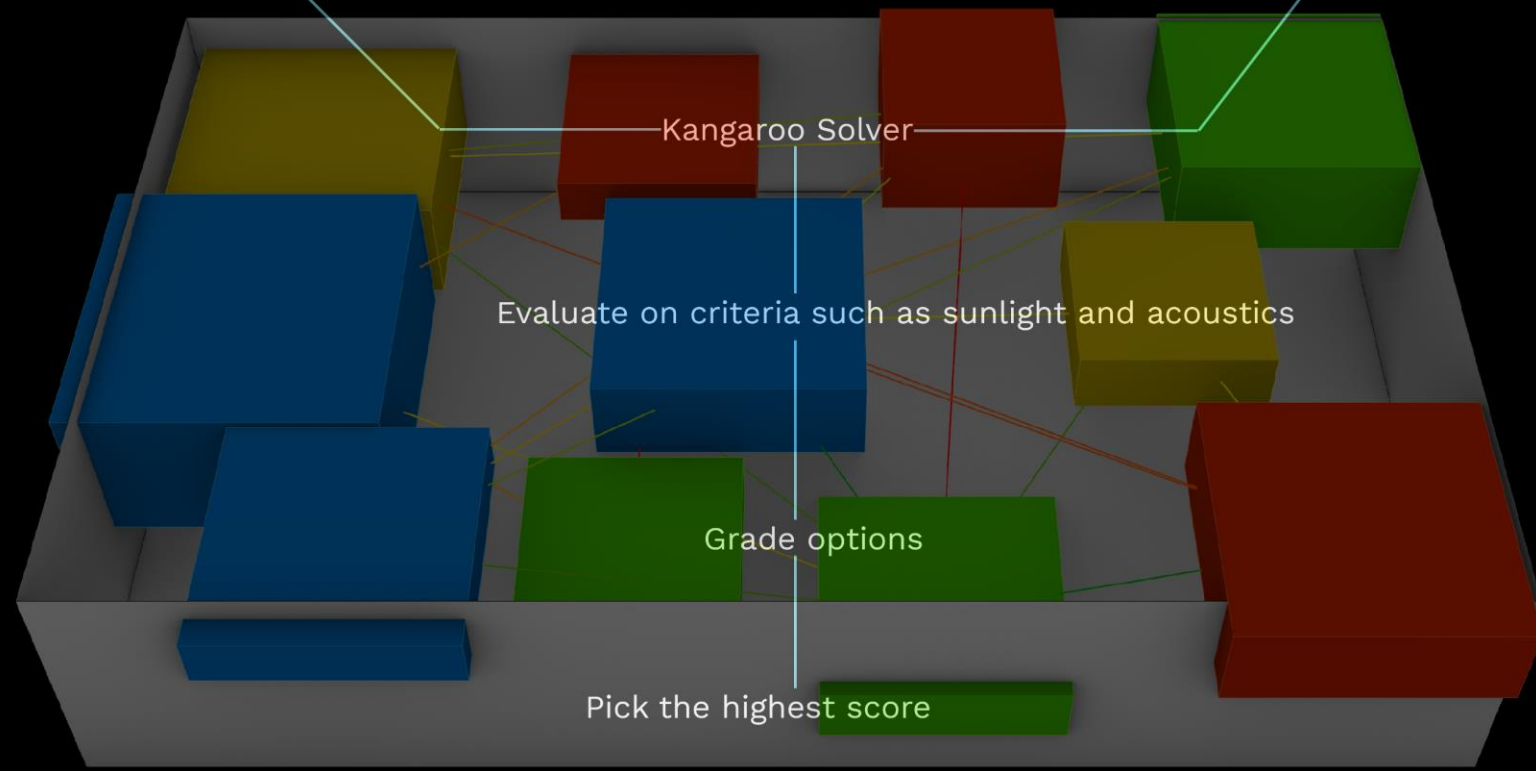 Kangaroo Solver
Evaluate on criteria such as sunlight and acoustics
Grade options
Pick the highest score